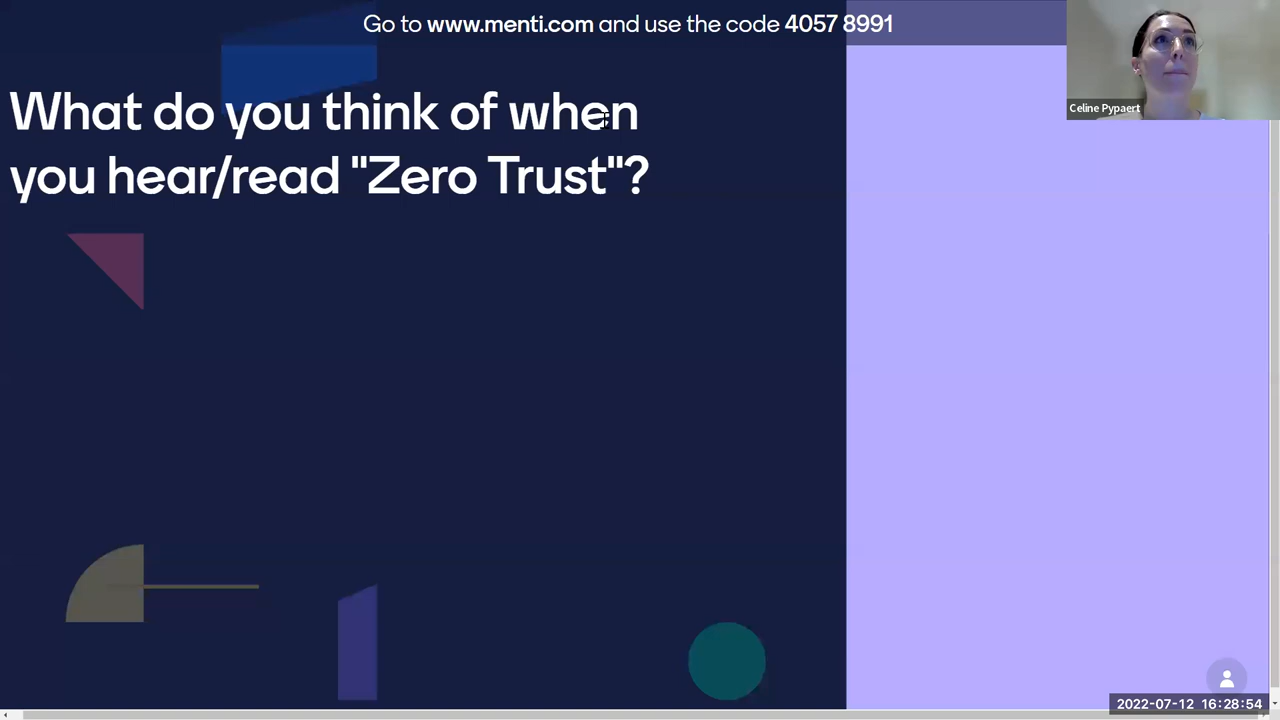 Go to www.menti.com and use the code 4057 8991
What do you think of when
you hear/read "Zero Trust"?
Celine Pypaert
2022-07-12 16:28:54